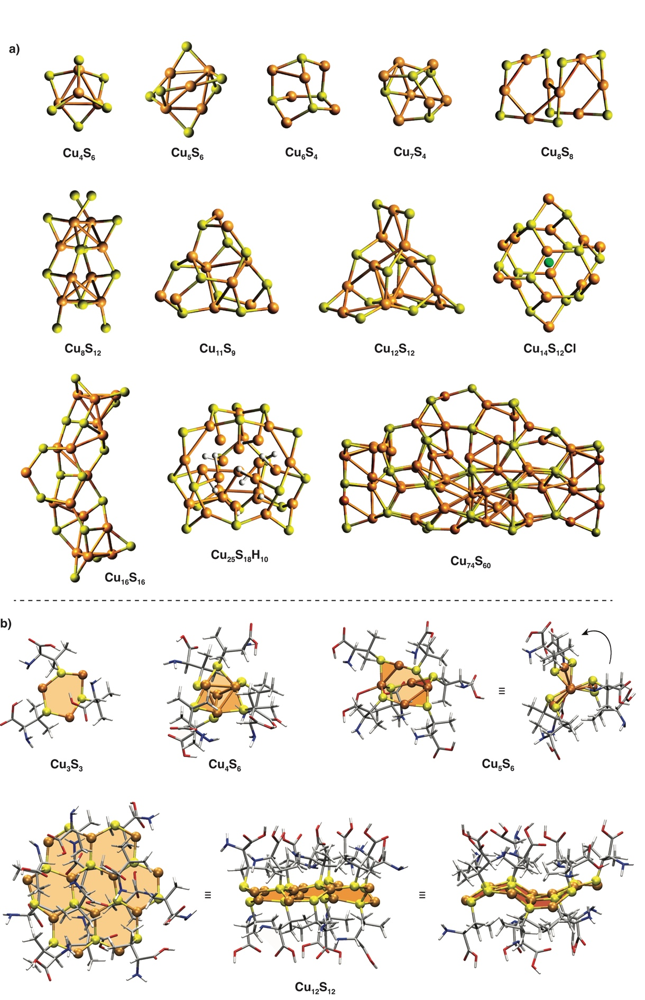 a)
Cu₄S₆ Cu₅S₆ Cu₆S₄ Cu₇S₄ Cu₈S₈
Cu₈S₁₂ Cu₁₁S₉ Cu₁₂S₁₂ Cu₁₄S₁₂Cl
Cu₂₅S₁₈H₁₀
Cu₇₄S₆₀
Cu₁₆S₁₆
b)
≡
Cu₃S₃ Cu₄S₆ Cu₅S₆
≡ ≡
Cu₁₂S₁₂